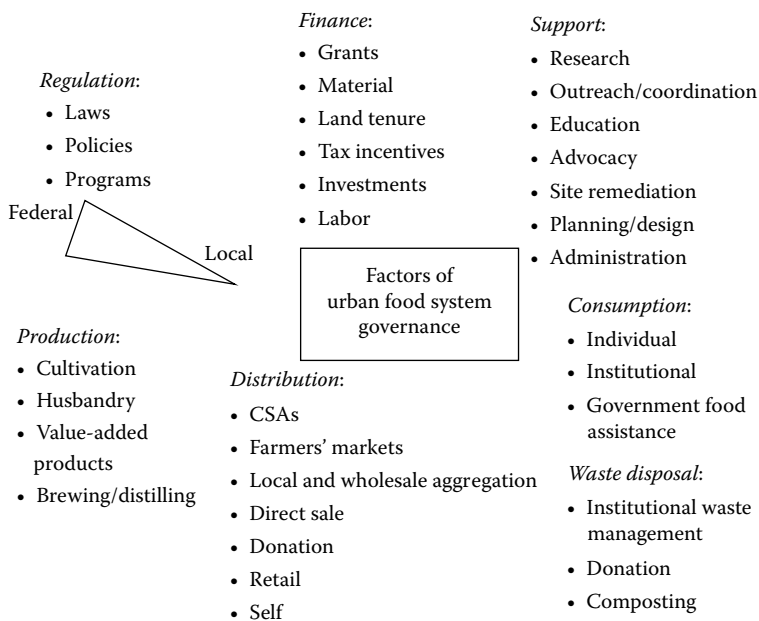 Regulation:
• Laws
• Policies
• Programs
Federal
Local
Finance:
• Grants
• Material
• Land tenure
• Tax incentives
• Investments
• Labor
Support:
• Research
• Outreach/coordination
• Education
• Advocacy
• Site remediation
• Planning/design
• Administration
Factors of
urban food system
governance
Production:
• Cultivation
• Husbandry
• Value-added
products
• Brewing/distilling
Distribution:
• CSAs
• Farmers’ markets
• Local and wholesale aggregation
• Direct sale
• Donation
• Retail
• Self
Consumption:
• Individual
• Institutional
• Government food
assistance
Waste disposal:
• Institutional waste
management
• Donation
• Composting